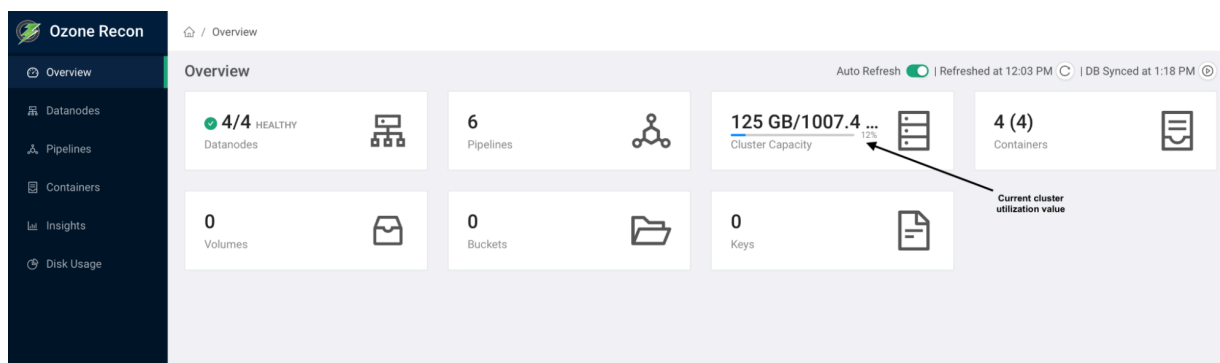 Ozone Recon
/ Overview
Overview
Datanodes
Pipelines
Containers
Insights
Disk Usage
Overview
Auto Refresh | Refreshed at 12:03 PM | DB Synced at 1:18 PM
4/4 HEALTHY
Datanodes
6
Pipelines
125 GB/1007.4 ...
12%
Cluster Capacity
4 (4)
Containers
Current cluster
utilization value
0
Volumes
0
Buckets
0
Keys